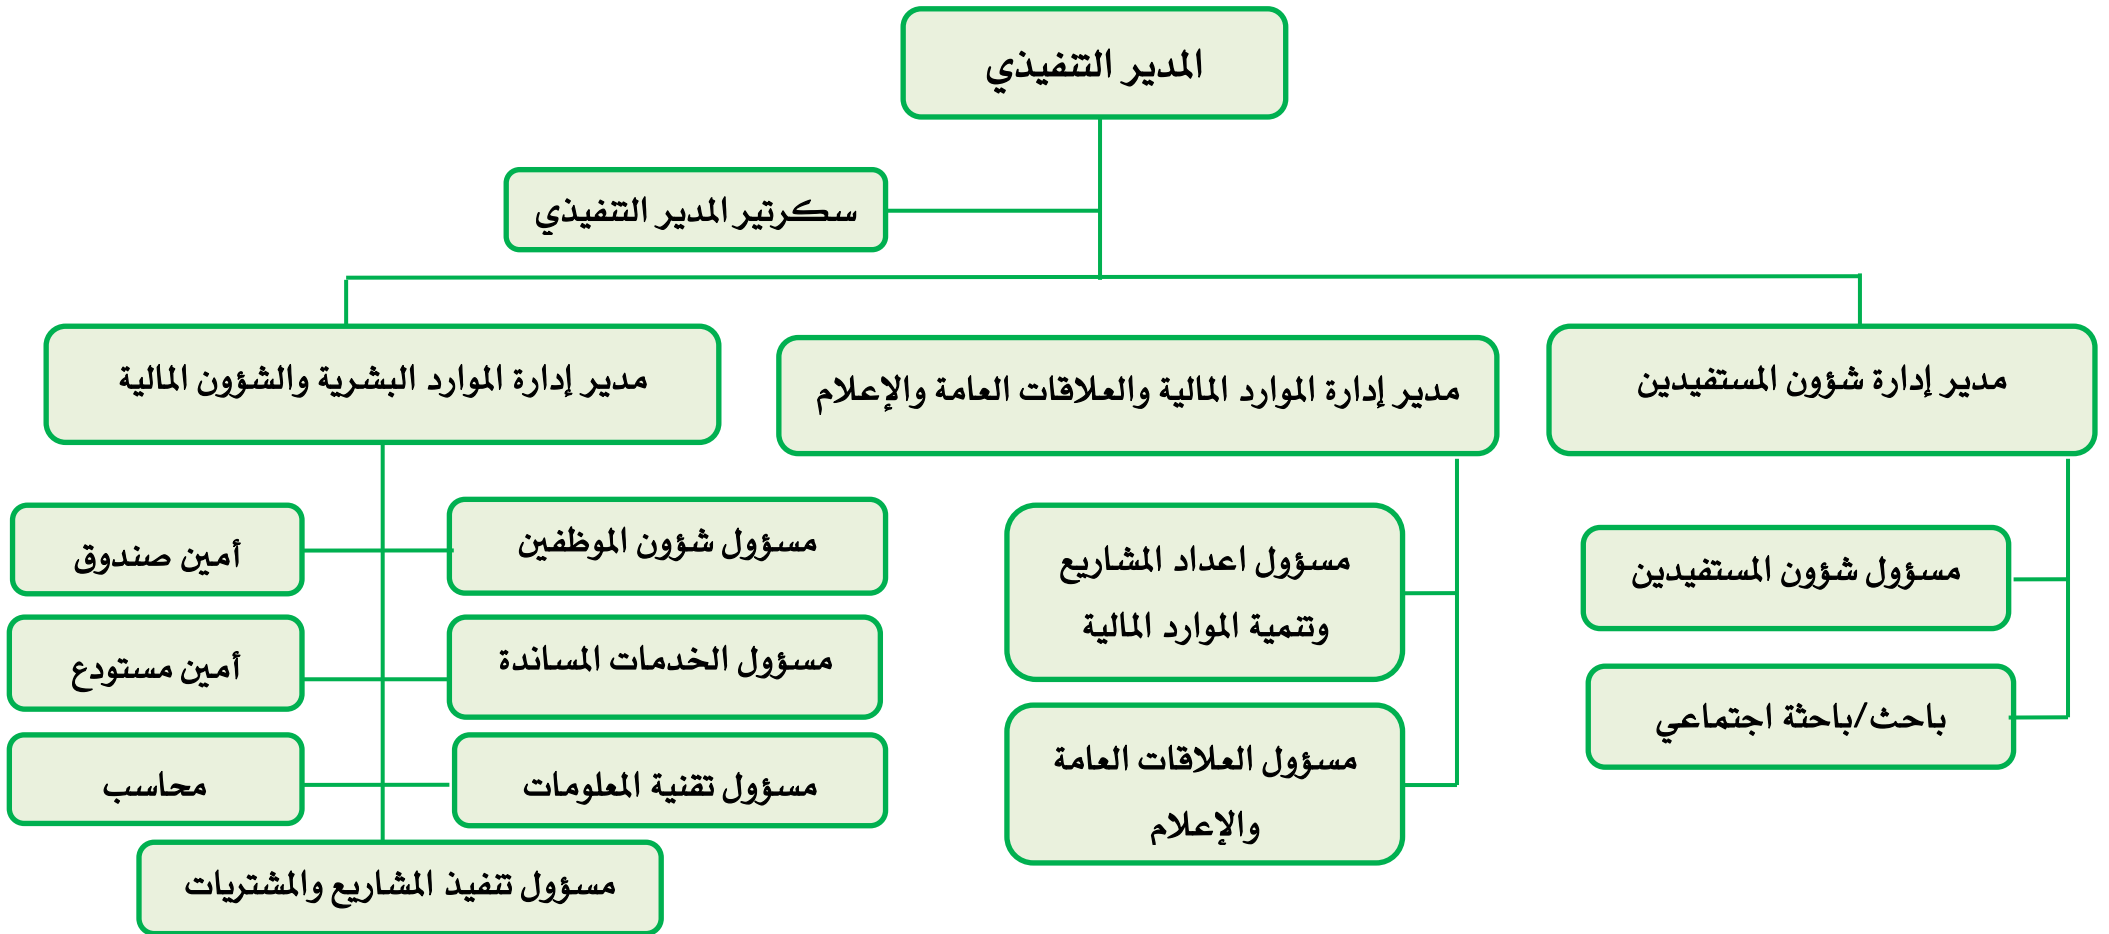 المدير التنفيذي
سكرتير المدير التنفيذي
مدير إدارة شؤون المستفيدين
مدير إدارة الموارد المالية والعلاقات العامة والإعلام
مدير إدارة الموارد البشرية والشؤون المالية
مسؤول شؤون المستفيدين
باحث/باحثة اجتماعي
مسؤول اعداد المشاريع
وتنمية الموارد المالية
مسؤول العلاقات العامة
والإعلام
مسؤول شؤون الموظفين
أمين صندوق
مسؤول الخدمات المساندة
أمين مستودع
مسؤول تقنية المعلومات
محاسب
مسؤول تنفيذ المشاريع والمشتريات